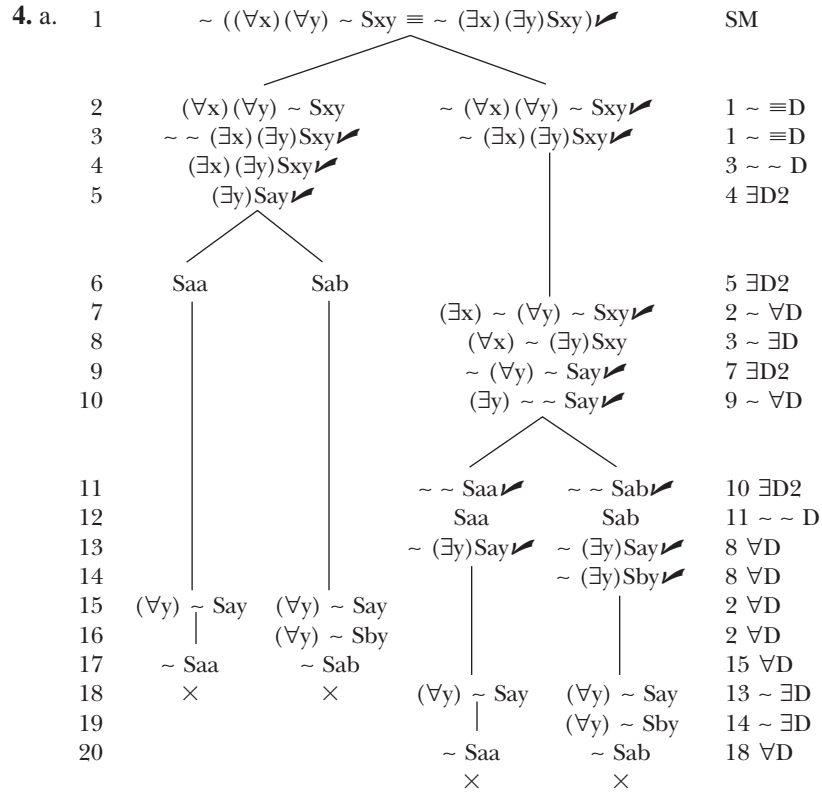 4. a. 1 ~ ((∀x)(∀y) ~ Sxy ≡ ~ (∃x)(∃y)Sxy)✔ SM
2 (∀x)(∀y) ~ Sxy ~ (∀x)(∀y) ~ Sxy✔ 1 ~ ≡D
3 ~ ~ (∃x)(∃y)Sxy✔ ~ (∃x)(∃y)Sxy✔ 1 ~ ≡D
4 (∃x)(∃y)Sxy✔ 3 ~ ~ D
5 (∃y)Say✔ 4 ∃D2
6 Saa Sab 5 ∃D2
7 (∃x) ~ (∀y) ~ Sxy✔ 2 ~ ∀D
8 (∀x) ~ (∃y)Sxy 3 ~ ∃D
9 ~ (∀y) ~ Say✔ 7 ∃D2
10 (∃y) ~ ~ Say✔ 9 ~ ∀D
11 ~ ~ Saa✔ ~ ~ Sab✔ 10 ∃D2
12 Saa Sab 11 ~ ~ D
13 ~ (∃y)Say✔ ~ (∃y)Say✔ 8 ∀D
14 ~ (∃y)Sby✔ 8 ∀D
15 (∀y) ~ Say (∀y) ~ Say 2 ∀D
16 (∀y) ~ Sby 2 ∀D
17 ~ Saa ~ Sab 15 ∀D
18 × × (∀y) ~ Say (∀y) ~ Say 13 ~ ∃D
19 (∀y) ~ Sby 14 ~ ∃D
20 ~ Saa ~ Sab 18 ∀D
× ×